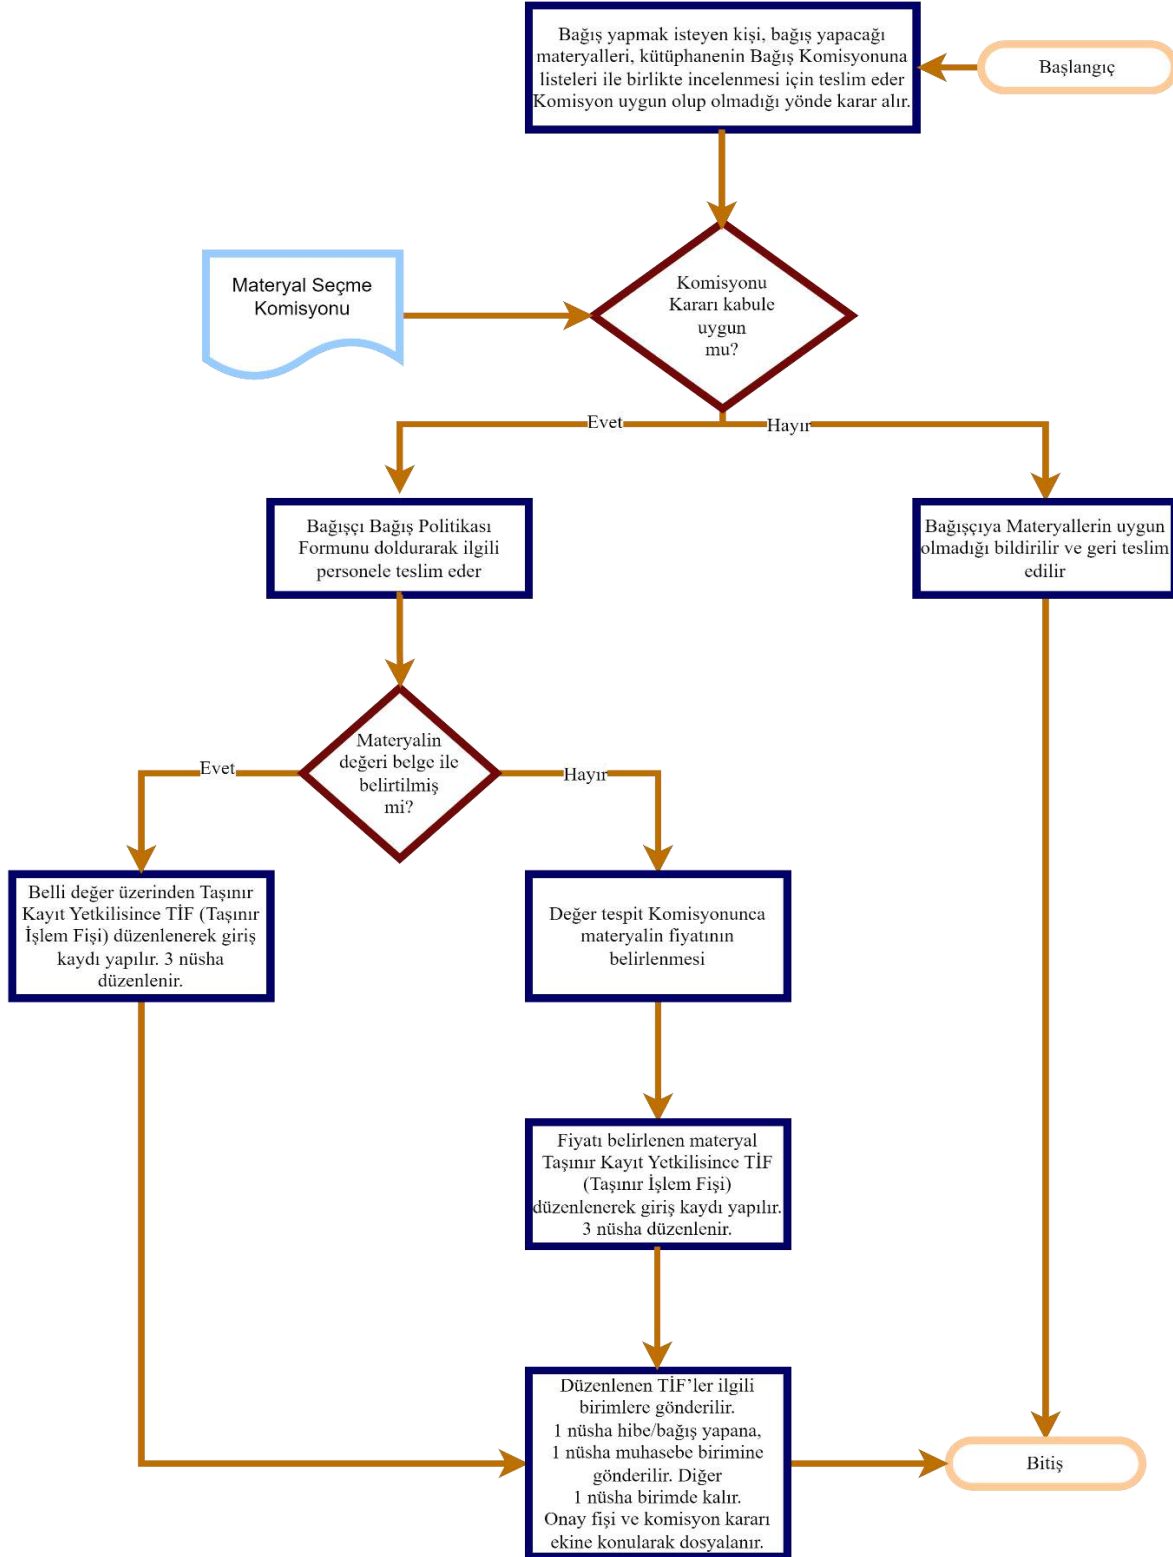 Bağış yapmak isteyen kişi, bağış yapacağı
materyalleri, kütüphanenin Bağış Komisyonuna
listeleri ile birlikte incelenmesi için teslim eder
Komisyon uygun olup olmadığı yönde karar alır.
Başlangıç
Materyal Seçme
Komisyonu
Komisyonu
Kararı kabule
uygun
mu?
Evet
Hayır
Bağışçı Bağış Politikası
Formunu doldurarak ilgili
personele teslim eder
Bağışçıya Materyallerin uygun
olmadığı bildirilir ve geri teslim
edilir
Materyalin
değeri belge ile
belirtilmiş
mi?
Evet
Hayır
Belli değer üzerinden Taşınır
Kayıt Yetkilisince TİF (Taşınır
İşlem Fişi) düzenlenerek giriş
kaydı yapılır. 3 nüsha
düzenlenir.
Değer tespit Komisyonunca
materyalin fiyatının
belirlenmesi
Fiyatı belirlenen materyal
Taşınır Kayıt Yetkilisince TİF
(Taşınır İşlem Fişi)
düzenlenerek giriş kaydı yapılır.
3 nüsha düzenlenir.
Düzenlenen TİF’ler ilgili
birimlere gönderilir.
1 nüsha hibe/bağış yapana,
1 nüsha muhasebe birimine
gönderilir. Diğer
1 nüsha birimde kalır.
Onay fişi ve komisyon kararı
ekine konularak dosyalanır.
Bitiş